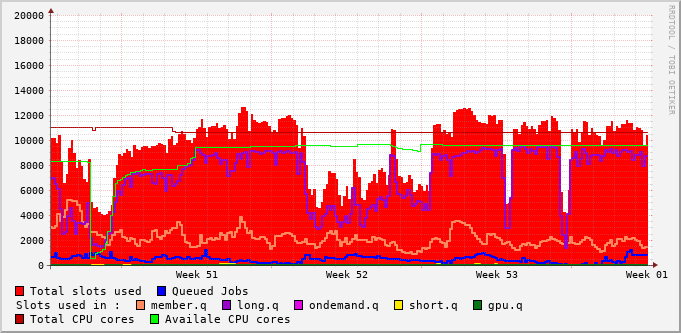 20000
18000
16000
14000
12000
10000
8000
6000
4000
2000
0
Week 51 Week 52 Week 53 Week 01
RRDTOOL / TOBI OETIKER
Total slots used Queued Jobs
Slots used in : member.q long.q ondemand.q short.q gpu.q
Total CPU cores Availale CPU cores